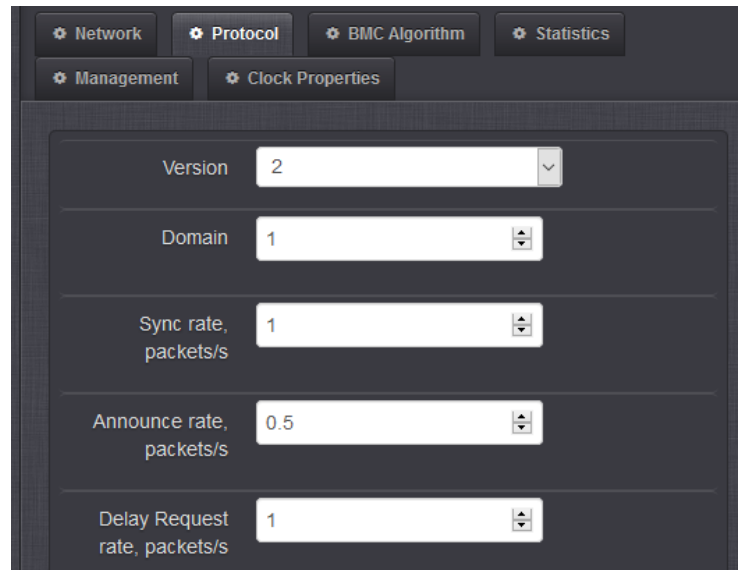 Network Protocol BMC Algorithm Statistics
Management Clock Properties
Version 2
Domain 1
Sync rate, 1
packets/s
Announce rate, 0.5
packets/s
Delay Request 1
rate, packets/s